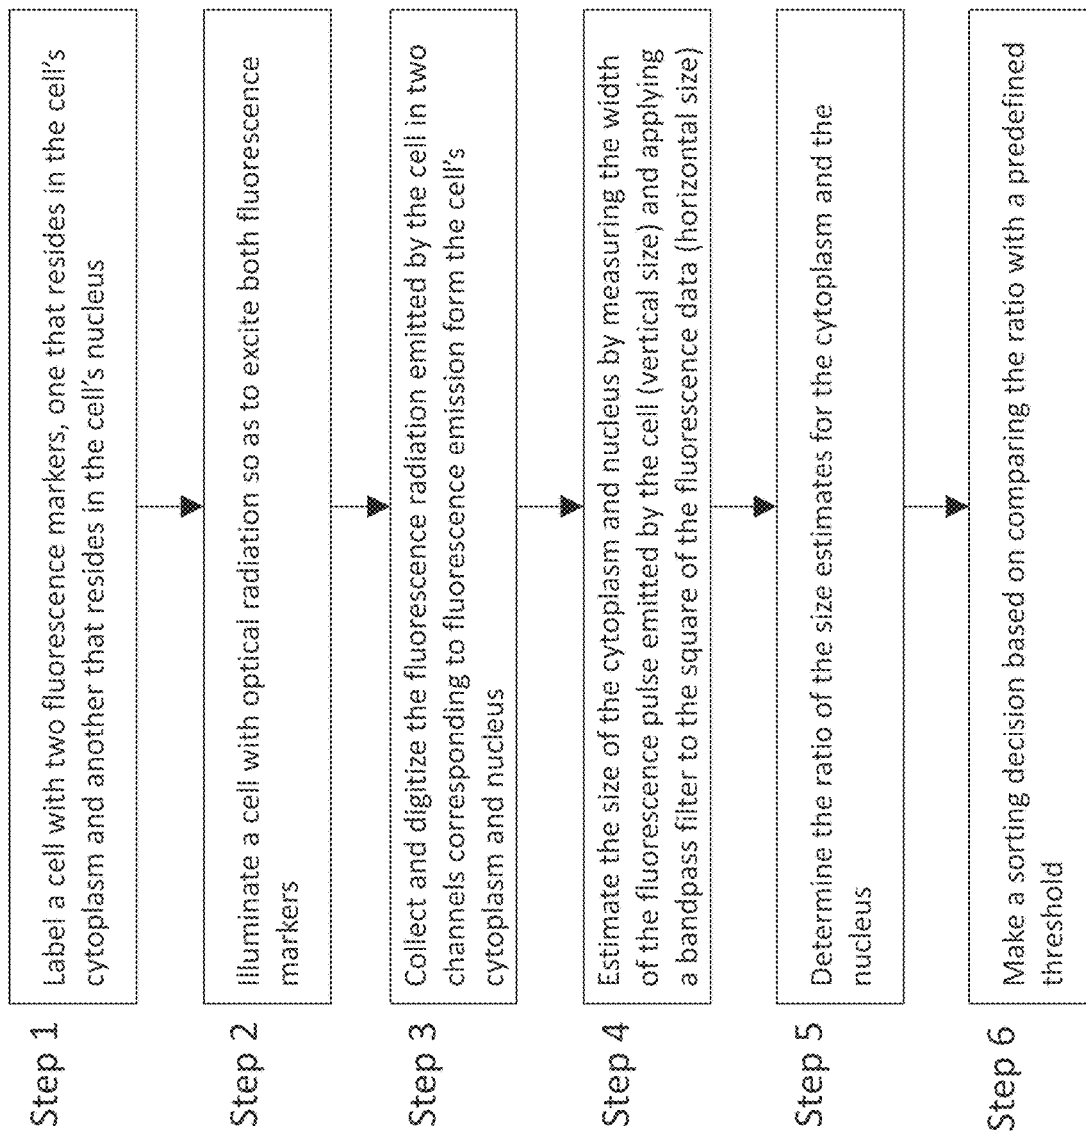 Step 1
Label a cell with two fluorescence markers, one that resides in the cell's
cytoplasm and another that resides in the cell's nucleus
Step 2
Illuminate a cell with optical radiation so as to excite both fluorescence
markers
Step 3
Collect and digitize the fluorescence radiation emitted by the cell in two
channels corresponding to fluorescence emission form the cell's
cytoplasm and nucleus
Step 4
Estimate the size of the cytoplasm and nucleus by measuring the width
of the fluorescence pulse emitted by the cell (vertical size) and applying
a bandpass filter to the square of the fluorescence data (horizontal size)
Step 5
Determine the ratio of the size estimates for the cytoplasm and the
nucleus
Step 6
Make a sorting decision based on comparing the ratio with a predefined
threshold